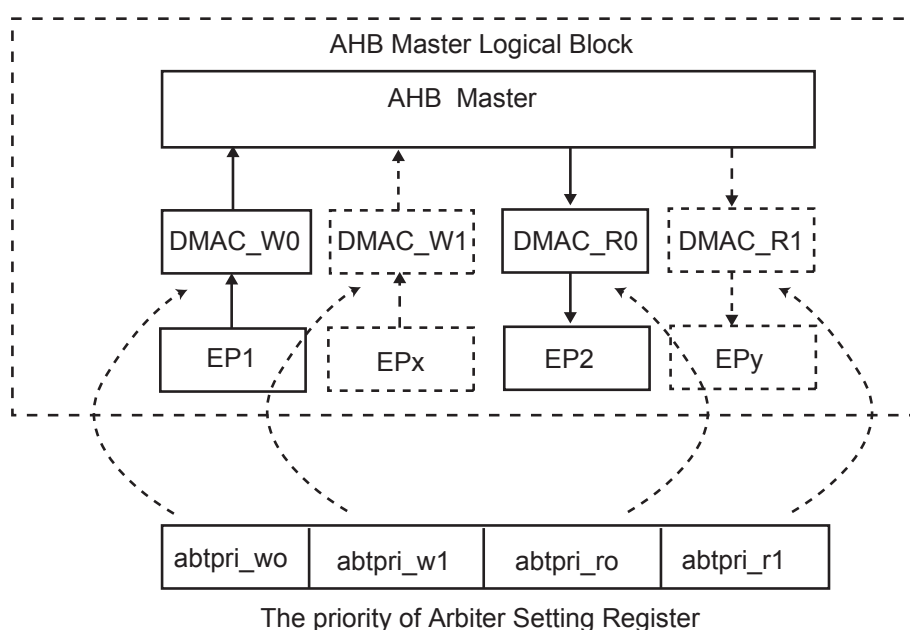 AHB Master Logical Block
AHB Master
DMAC_W0
DMAC_W1
DMAC_R0
DMAC_R1
EP1
EPx
EP2
EPy
abtpri_wo
abtpri_w1
abtpri_ro
abtpri_r1
The priority of Arbiter Setting Register